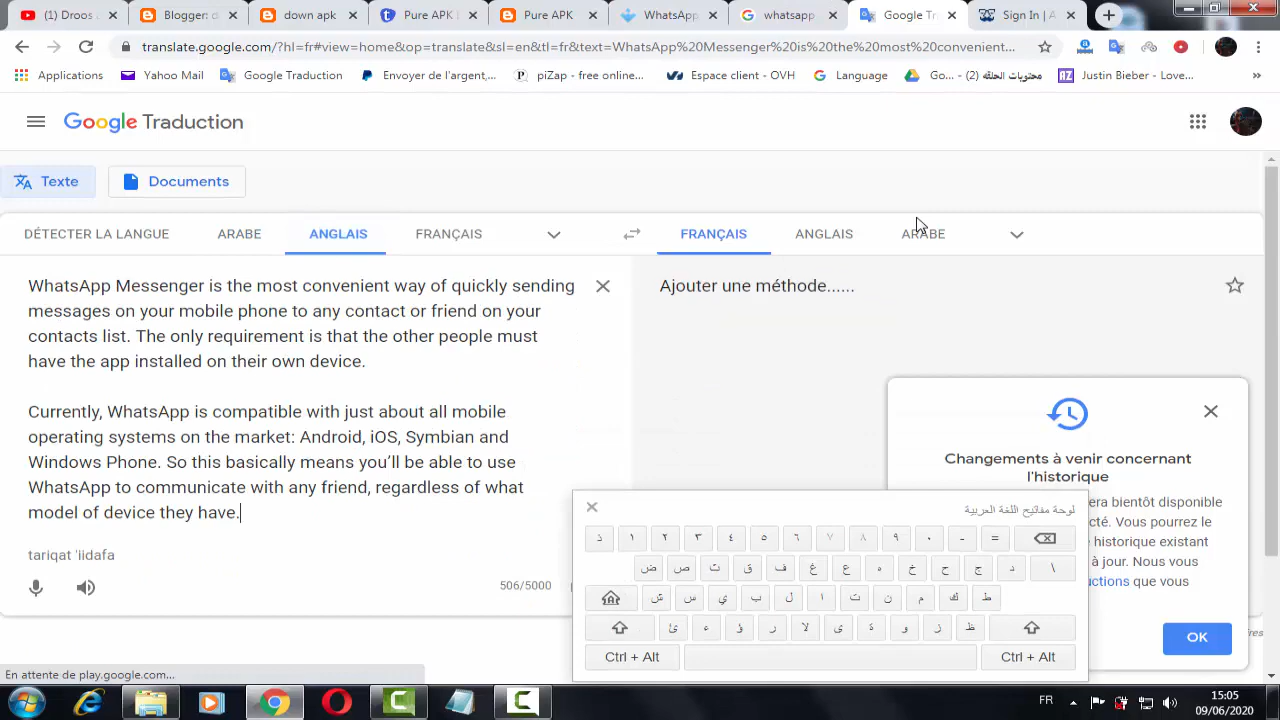 (1) Droos
Blogger: d
down apk
Pure APK
Pure APK
WhatsApp
whatsapp
Google Tr
Sign In | A
translate.google.com/?hl=fr#view=home&op=translate&sl=en&tl=fr&text=WhatsApp%20Messenger%20is%20the%20most%20convenient...
Applications
Yahoo Mail
Google Traduction
Envoyer de l'argent,...
piZap - free online...
Espace client - OVH
Language
Go... (2) - محتويات الحلقه
Justin Bieber - Love...
»
Google Traduction
Texte
Documents
DÉTECTER LA LANGUE
ARABE
ANGLAIS
FRANÇAIS
FRANÇAIS
ANGLAIS
ARABE
WhatsApp Messenger is the most convenient way of quickly sending
messages on your mobile phone to any contact or friend on your
contacts list. The only requirement is that the other people must
have the app installed on their own device.
Currently, WhatsApp is compatible with just about all mobile
operating systems on the market: Android, iOS, Symbian and
Windows Phone. So this basically means you’ll be able to use
WhatsApp to communicate with any friend, regardless of what
model of device they have.
tariqat 'iidafa
506/5000
Ajouter une méthode......
Changements à venir concernant
l'historique
era bientôt disponible
cté. Vous pourrez le
e historique existant
à jour. Nous vous
uctions que vous
OK
لوحة مفاتيح اللغة العربية
ذ ١ ٢ ٣ ٤ ٥ ٦ ٧ ٨ ٩ ٠ - =
ض ص ث ق ف غ ع ه خ ح ج د \
ش س ي ب ل ا ت ن م ك ط
ئ ء ؤ ر لا ى ة و ز ظ
Ctrl + Alt
Ctrl + Alt
En attente de play.google.com...
FR
15:05
09/06/2020